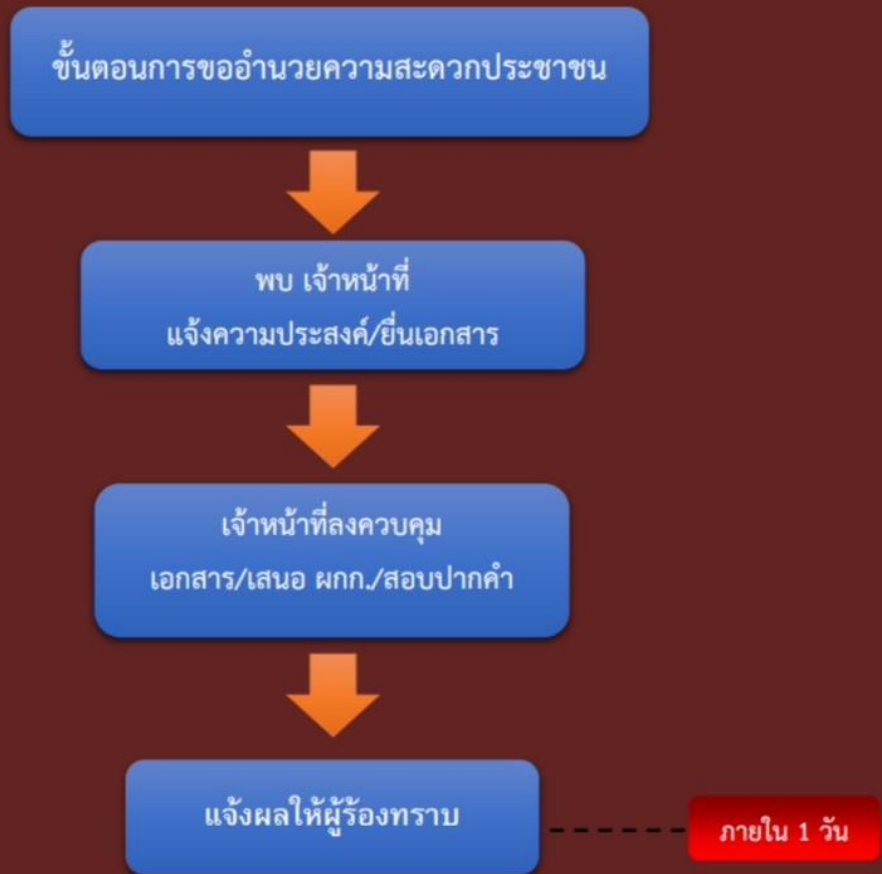 ขั้นตอนการขออำนวยความสะดวกประชาชน
พบ เจ้าหน้าที่
แจ้งความประสงค์/ยื่นเอกสาร
เจ้าหน้าที่ลงควบคุม
เอกสาร/เสนอ ผกก./สอบปากคำ
แจ้งผลให้ผู้ร้องทราบ
ภายใน 1 วัน